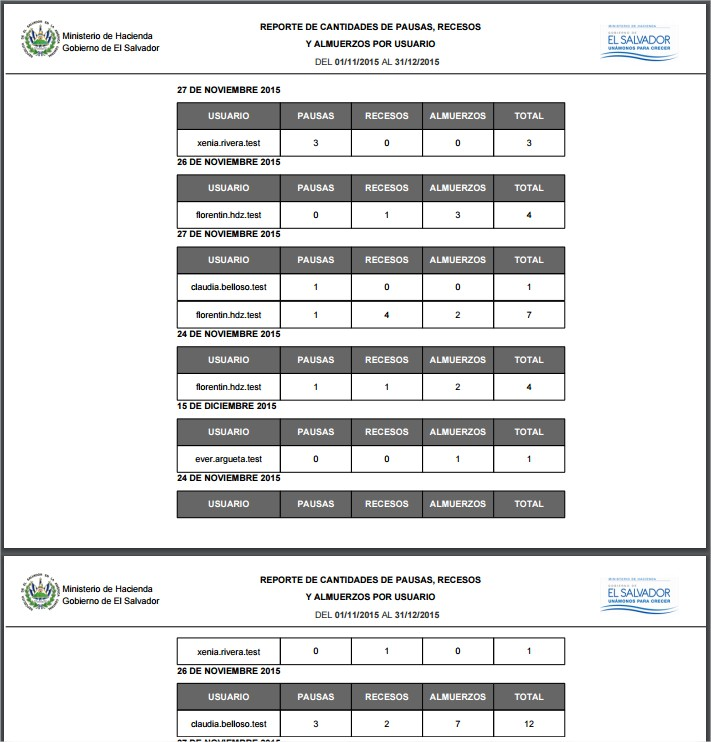 Ministerio de Hacienda
Gobierno de El Salvador
REPORTE DE CANTIDADES DE PAUSAS, RECESOS
Y ALMUERZOS POR USUARIO
DEL 01/11/2015 AL 31/12/2015
EL SALVADOR
UNÁMONOS PARA CRECER
27 DE NOVIEMBRE 2015
USUARIO PAUSAS RECESOS ALMUERZOS TOTAL
xenia.rivera.test 3 0 0 3
26 DE NOVIEMBRE 2015
USUARIO PAUSAS RECESOS ALMUERZOS TOTAL
florentin.hdz.test 0 1 3 4
27 DE NOVIEMBRE 2015
USUARIO PAUSAS RECESOS ALMUERZOS TOTAL
claudia.belloso.test 1 0 0 1
florentin.hdz.test 1 4 2 7
24 DE NOVIEMBRE 2015
USUARIO PAUSAS RECESOS ALMUERZOS TOTAL
florentin.hdz.test 1 1 2 4
15 DE DICIEMBRE 2015
USUARIO PAUSAS RECESOS ALMUERZOS TOTAL
ever.argueta.test 0 0 1 1
24 DE NOVIEMBRE 2015
USUARIO PAUSAS RECESOS ALMUERZOS TOTAL
Ministerio de Hacienda
Gobierno de El Salvador
REPORTE DE CANTIDADES DE PAUSAS, RECESOS
Y ALMUERZOS POR USUARIO
DEL 01/11/2015 AL 31/12/2015
EL SALVADOR
UNÁMONOS PARA CRECER
xenia.rivera.test 0 1 0 1
26 DE NOVIEMBRE 2015
USUARIO PAUSAS RECESOS ALMUERZOS TOTAL
claudia.belloso.test 3 2 7 12
27 DE NOVIEMBRE 2015